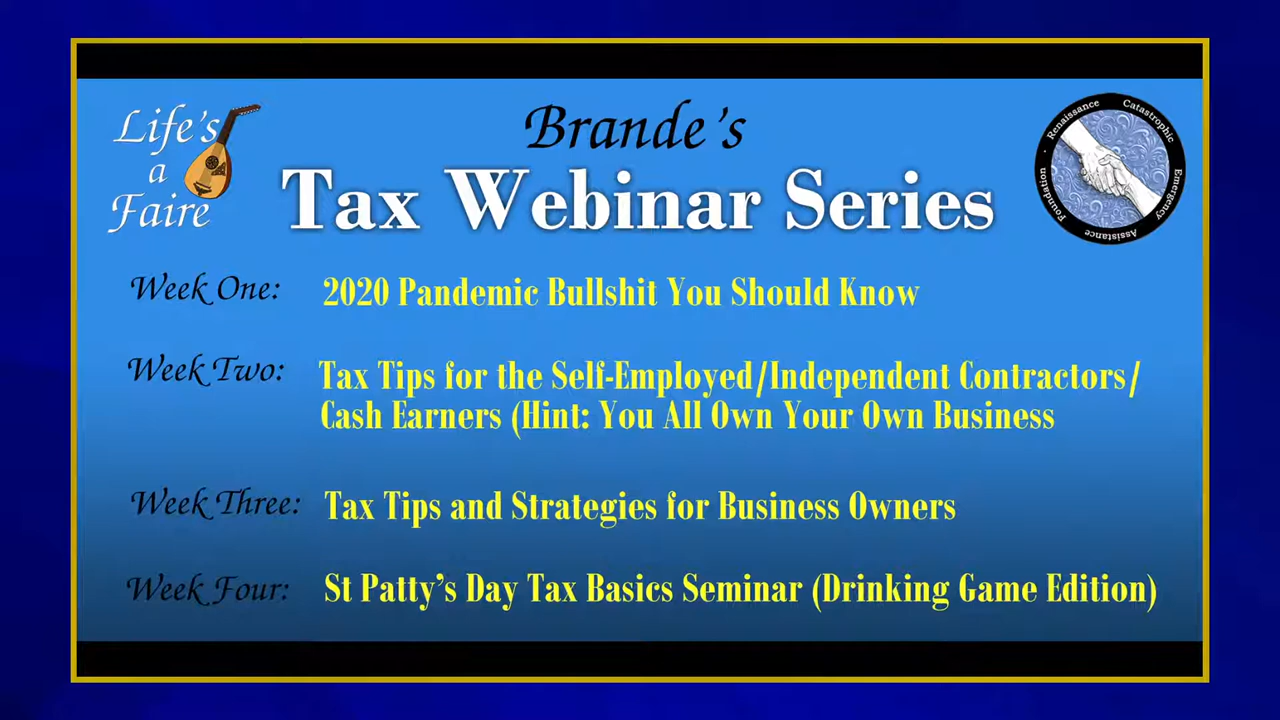 Life's
a
Faire
Brande's
Tax Webinar Series
Renaissance Catastrophic Emergency Assistance Foundation
Week One: 2020 Pandemic Bullshit You Should Know
Week Two: Tax Tips for the Self-Employed/Independent Contractors/
Cash Earners (Hint: You All Own Your Own Business
Week Three: Tax Tips and Strategies for Business Owners
Week Four: St Patty's Day Tax Basics Seminar (Drinking Game Edition)